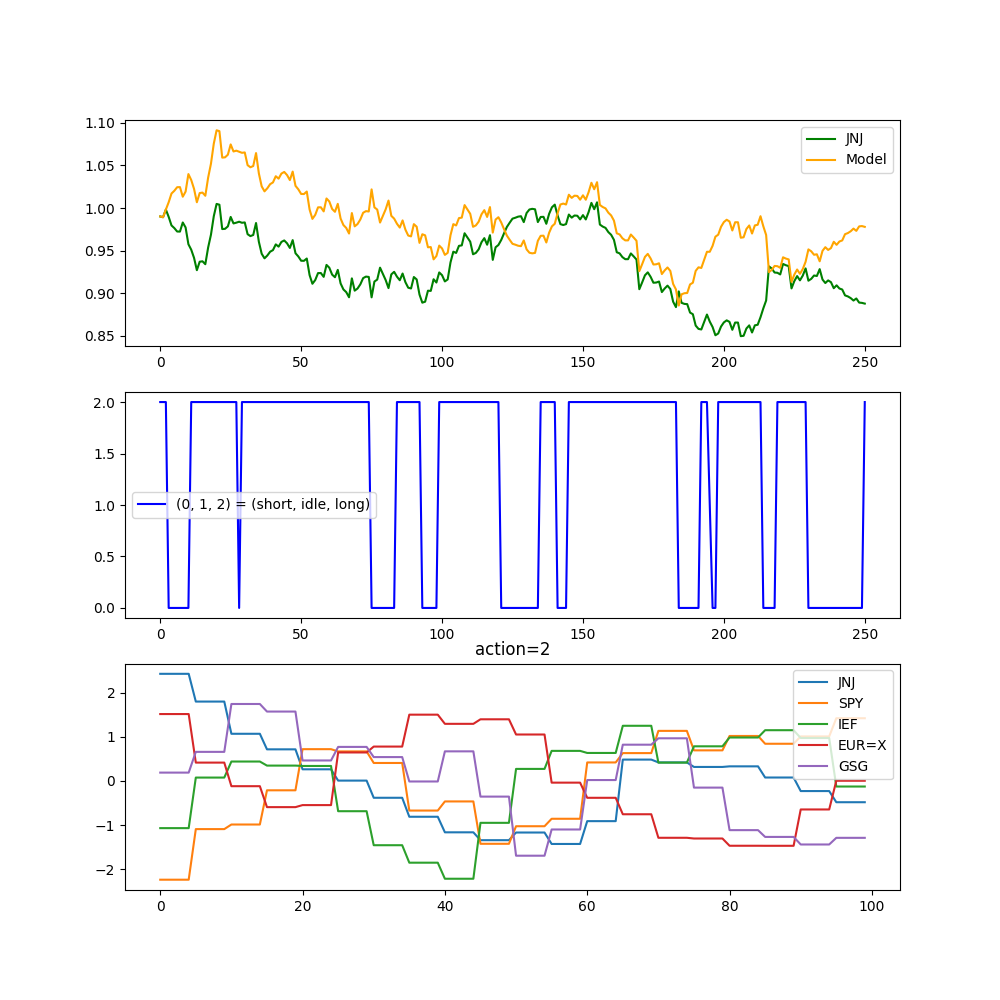 1.10
1.05
1.00
0.95
0.90
0.85
JNJ
Model
0 50 100 150 200 250
2.0
1.5
1.0
0.5
0.0
(0, 1, 2) = (short, idle, long)
0 50 100 150 200 250
action=2
2
1
0
−1
−2
JNJ
SPY
IEF
EUR=X
GSG
0 20 40 60 80 100